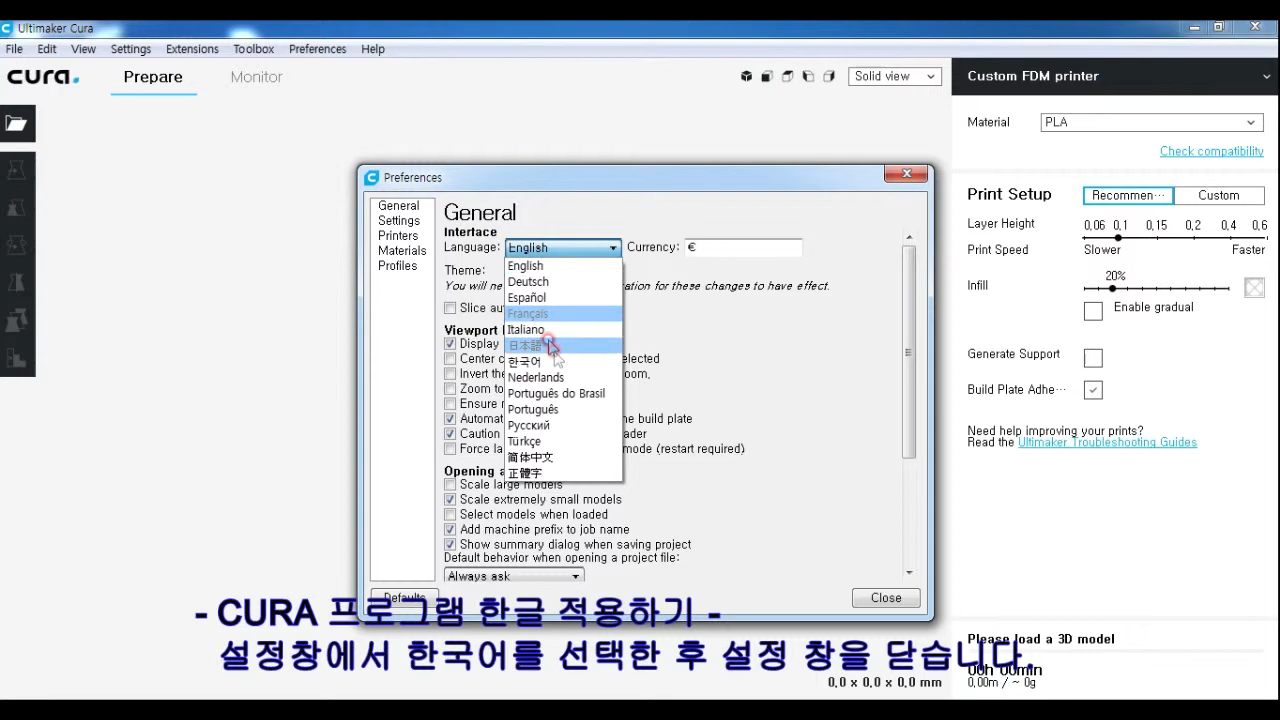 Ultimaker Cura
File Edit View Settings Extensions Toolbox Preferences Help
cura. Prepare Monitor Solid view Custom FDM printer
Material PLA
Check compatibility
Preferences
Print Setup Recommen··· Custom
General
Settings
Printers
Materials
Profiles
General
Interface
Language: English Currency: €
English
Deutsch
Español
Français
Italiano
日本語
한국어
Nederlands
Português do Brasil
Português
Русский
Türkçe
简体中文
正體字
Theme:
You will ne for these changes to have effect.
Slice au
Viewport
Display
Center c elected
Invert the oom.
Zoom to
Ensure
Automat e build plate
Caution ader
Force la mode (restart required)
Opening a
Scale large models
Scale extremely small models
Select models when loaded
Add machine prefix to job name
Show summary dialog when saving project
Default behavior when opening a project file:
Always ask
Defaults Close
Layer Height 0,06 0,1 0,15 0,2 0,4 0,6
Print Speed Slower Faster
20%
Infill Enable gradual
Generate Support
Build Plate Adhe···
Need help improving your prints?
Read the Ultimaker Troubleshooting Guides
- CURA 프로그램 한글 적용하기 -
설정창에서 한국어를 선택한 후 설정 창을 닫습니다.
Please load a 3D model
00h 00min
0,0 x 0,0 x 0,0 mm 0,00m / ~ 0g